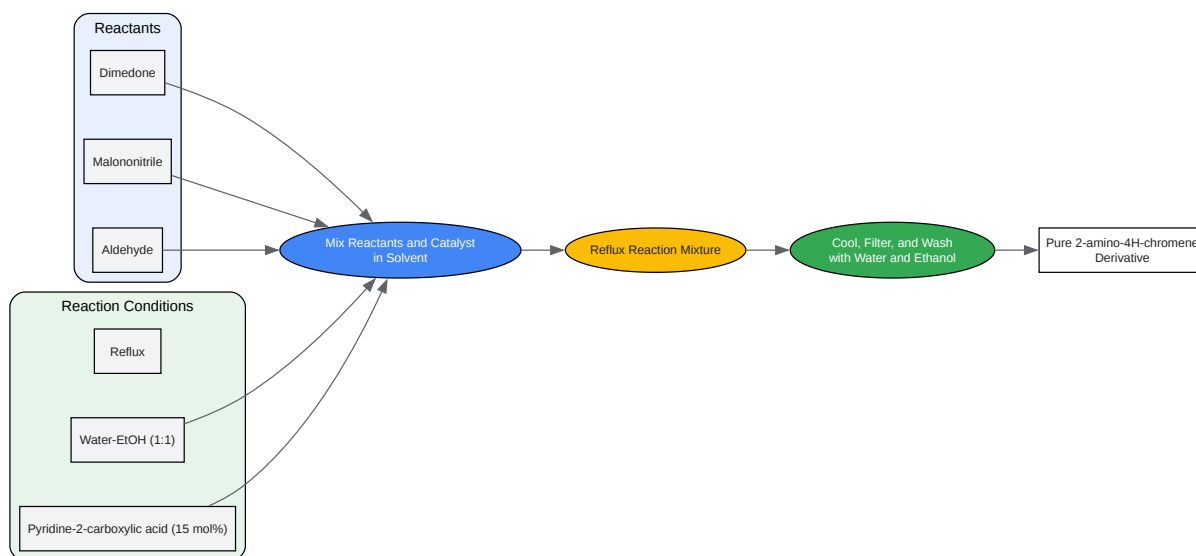 Reactants
Dimedone
Malononitrile
Aldehyde
Reaction Conditions
Reflux
Water-EtOH (1:1)
Pyridine-2-carboxylic acid (15 mol%)
Mix Reactants and Catalyst
in Solvent
Reflux Reaction Mixture
Cool, Filter, and Wash
with Water and Ethanol
Pure 2-amino-4H-chromene
Derivative